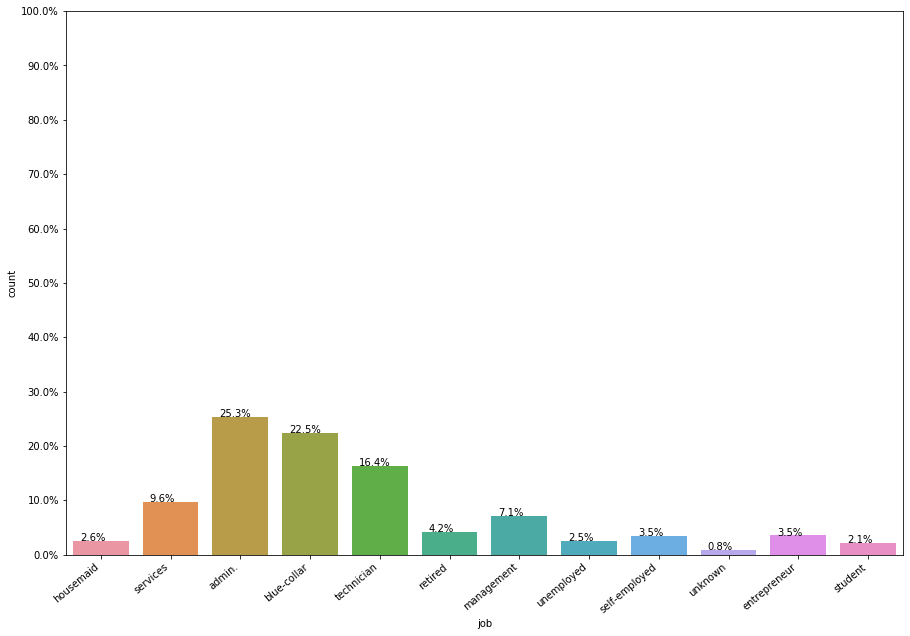 100.0%
90.0%
80.0%
70.0%
60.0%
50.0%
40.0%
30.0%
20.0%
10.0%
0.0%
count
2.6%
9.6%
25.3%
22.5%
16.4%
4.2%
7.1%
2.5%
3.5%
0.8%
3.5%
2.1%
housemaid
services
admin.
blue-collar
technician
retired
management
unemployed
self-employed
unknown
entrepreneur
student
job